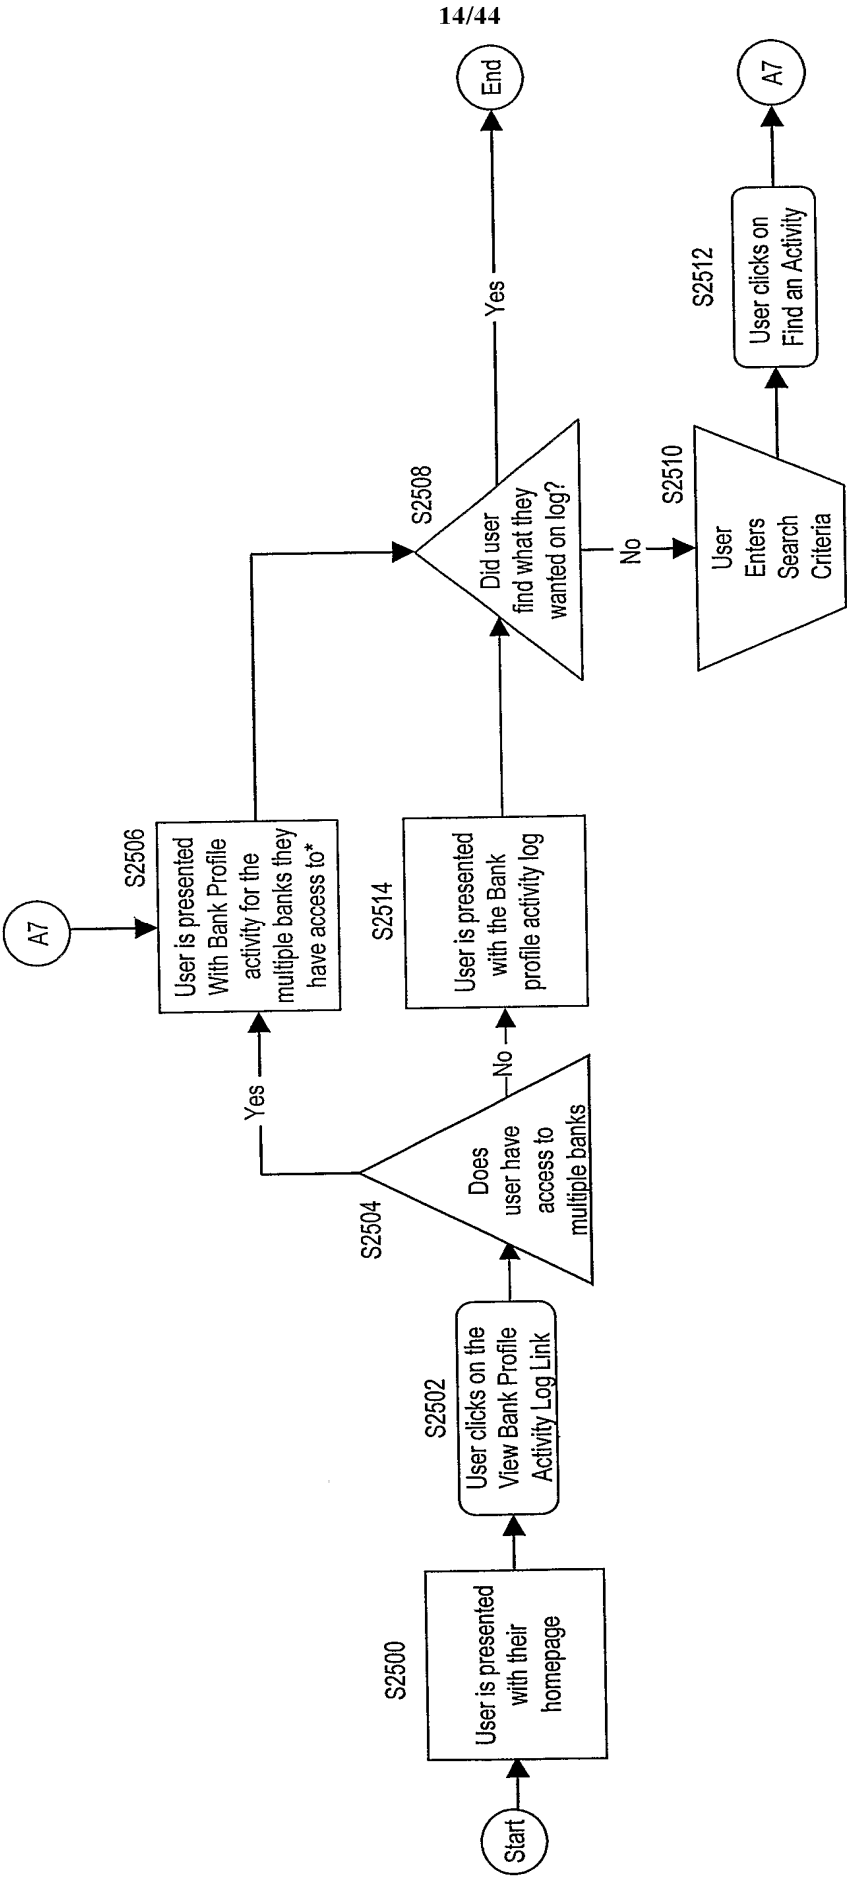 14/44
Start
S2500
User is presented
with their
homepage
S2502
User clicks on the
View Bank Profile
Activity Log Link
S2504
Does
user have
access to
multiple banks
Yes
No
A7
S2506
User is presented
With Bank Profile
activity for the
multiple banks they
have access to*
S2514
User is presented
with the Bank
profile activity log
S2508
Did user
find what they
wanted on log?
Yes
End
No
S2510
User
Enters
Search
Criteria
S2512
User clicks on
Find an Activity
A7